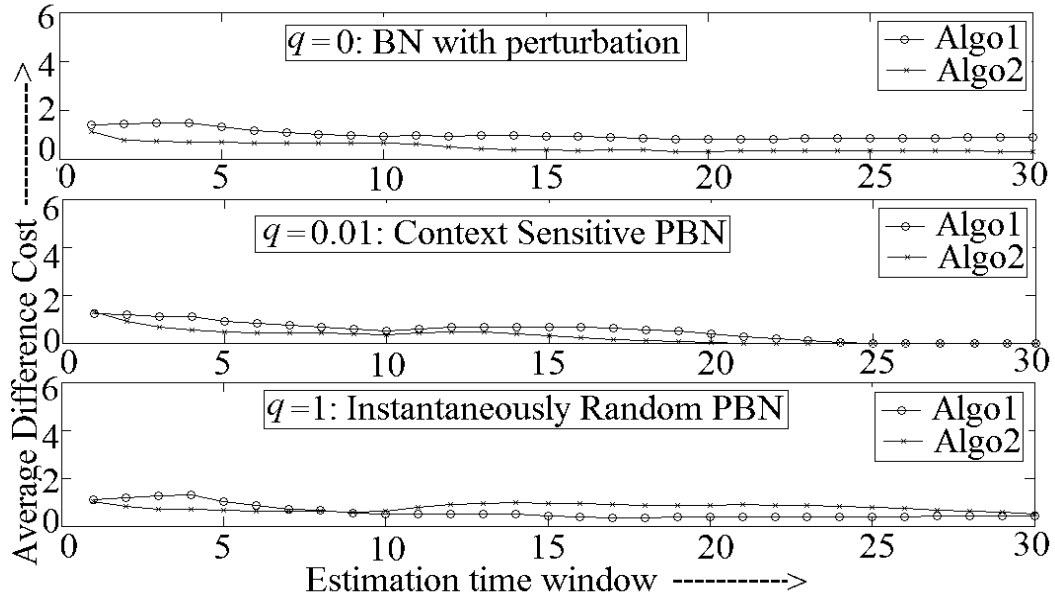 Average Difference Cost ------------>
6
4
2
0
q=0: BN with perturbation
Algo1
Algo2
0 5 10 15 20 25 30
6
4
2
0
q=0.01: Context Sensitive PBN
Algo1
Algo2
0 5 10 15 20 25 30
6
4
2
0
q=1: Instantaneously Random PBN
Algo1
Algo2
0 5 10 15 20 25 30
Estimation time window ---------->